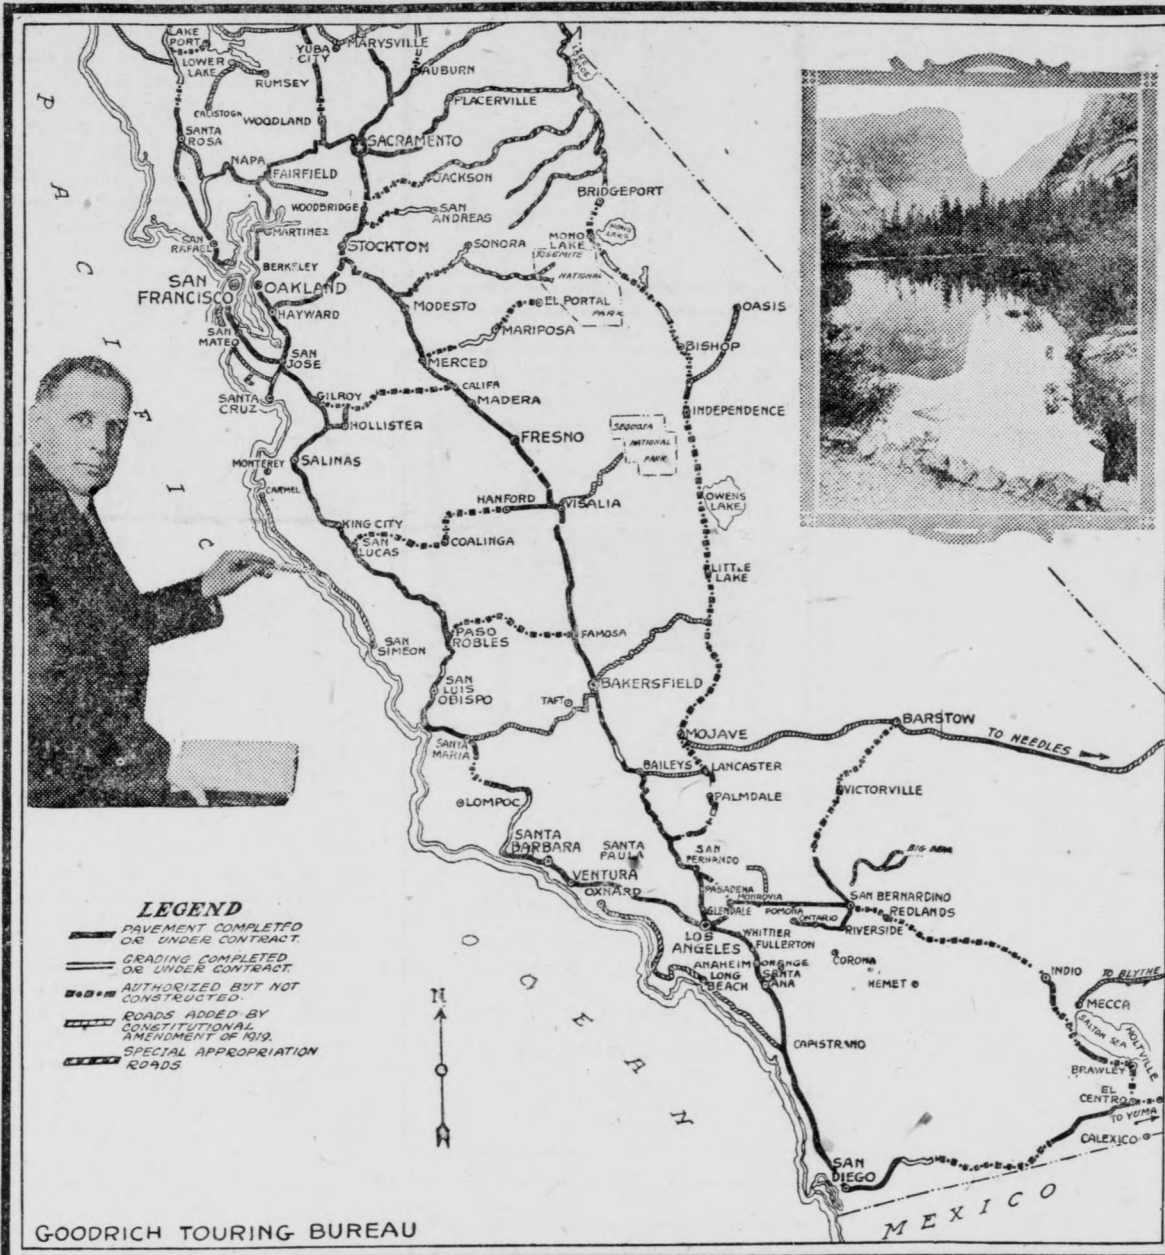 LAKE
PORT
LOWER
LAKE
YUBA
CITY
MARYSVILLE
LAKE TAHOE
RUMSEY
AUBURN
CALISTOGA
WOODLAND
PLACERVILLE
SANTA
ROSA
SACRAMENTO
NAPA
FAIRFIELD
JACKSON
BRIDGEPORT
WOODBRIDGE
SAN
ANDREAS
MARTINEZ
SAN
RAFAEL
STOCKTON
SONORA
MONO
LAKE
MONO
LAKE
YOSEMITE
NATIONAL
PARK
BERKELEY
SAN
FRANCISCO
OAKLAND
HAYWARD
MODESTO
EL PORTAL
OASIS
MARIPOSA
SAN
MATEO
SAN
JOSE
MERCED
BISHOP
SANTA
CRUZ
GILROY
CALIFA
MADERA
HOLLISTER
INDEPENDENCE
FRESNO
SEQUOIA
NATIONAL
PARK
MONTEREY
SALINAS
CARMEL
HANFORD
VISALIA
OWENS
LAKE
KING CITY
SAN
LUCAS
COALINGA
LITTLE
LAKE
SAN
SIMEON
PASO
ROBLES
FAMOSA
SAN
LUIS
OBISPO
TAFT
BAKERSFIELD
SANTA
MARIA
MOJAVE
BARSTOW
TO NEEDLES
BAILEYS
LANCASTER
LOMPOC
PALMDALE
VICTORVILLE
SANTA
BARBARA
SANTA
PAULA
SAN
FERNANDO
BIG BEAR
VENTURA
OXNARD
PASADENA
MONROVIA
SAN BERNARDINO
GLENDALE
POMONA
ONTARIO
REDLANDS
RIVERSIDE
LOS
ANGELES
WHITTIER
FULLERTON
ANAHEIM
ORANGE
LONG
BEACH
SANTA
ANA
CORONA
HEMET
INDIO
TO BLYTHE
MECCA
SALTON SEA
HOLTVILLE
CAPISTRANO
BRAWLEY
EL
CENTRO
TO YUMA
CALEXICO
SAN
DIEGO
MEXICO
PACIFIC
OCEAN
N
LEGEND
PAVEMENT COMPLETED
OR UNDER CONTRACT.
GRADING COMPLETED
OR UNDER CONTRACT.
AUTHORIZED BUT NOT
CONSTRUCTED.
ROADS ADDED BY
CONSTITUTIONAL
AMENDMENT OF 1919.
SPECIAL APPROPRIATION
ROADS
GOODRICH TOURING BUREAU